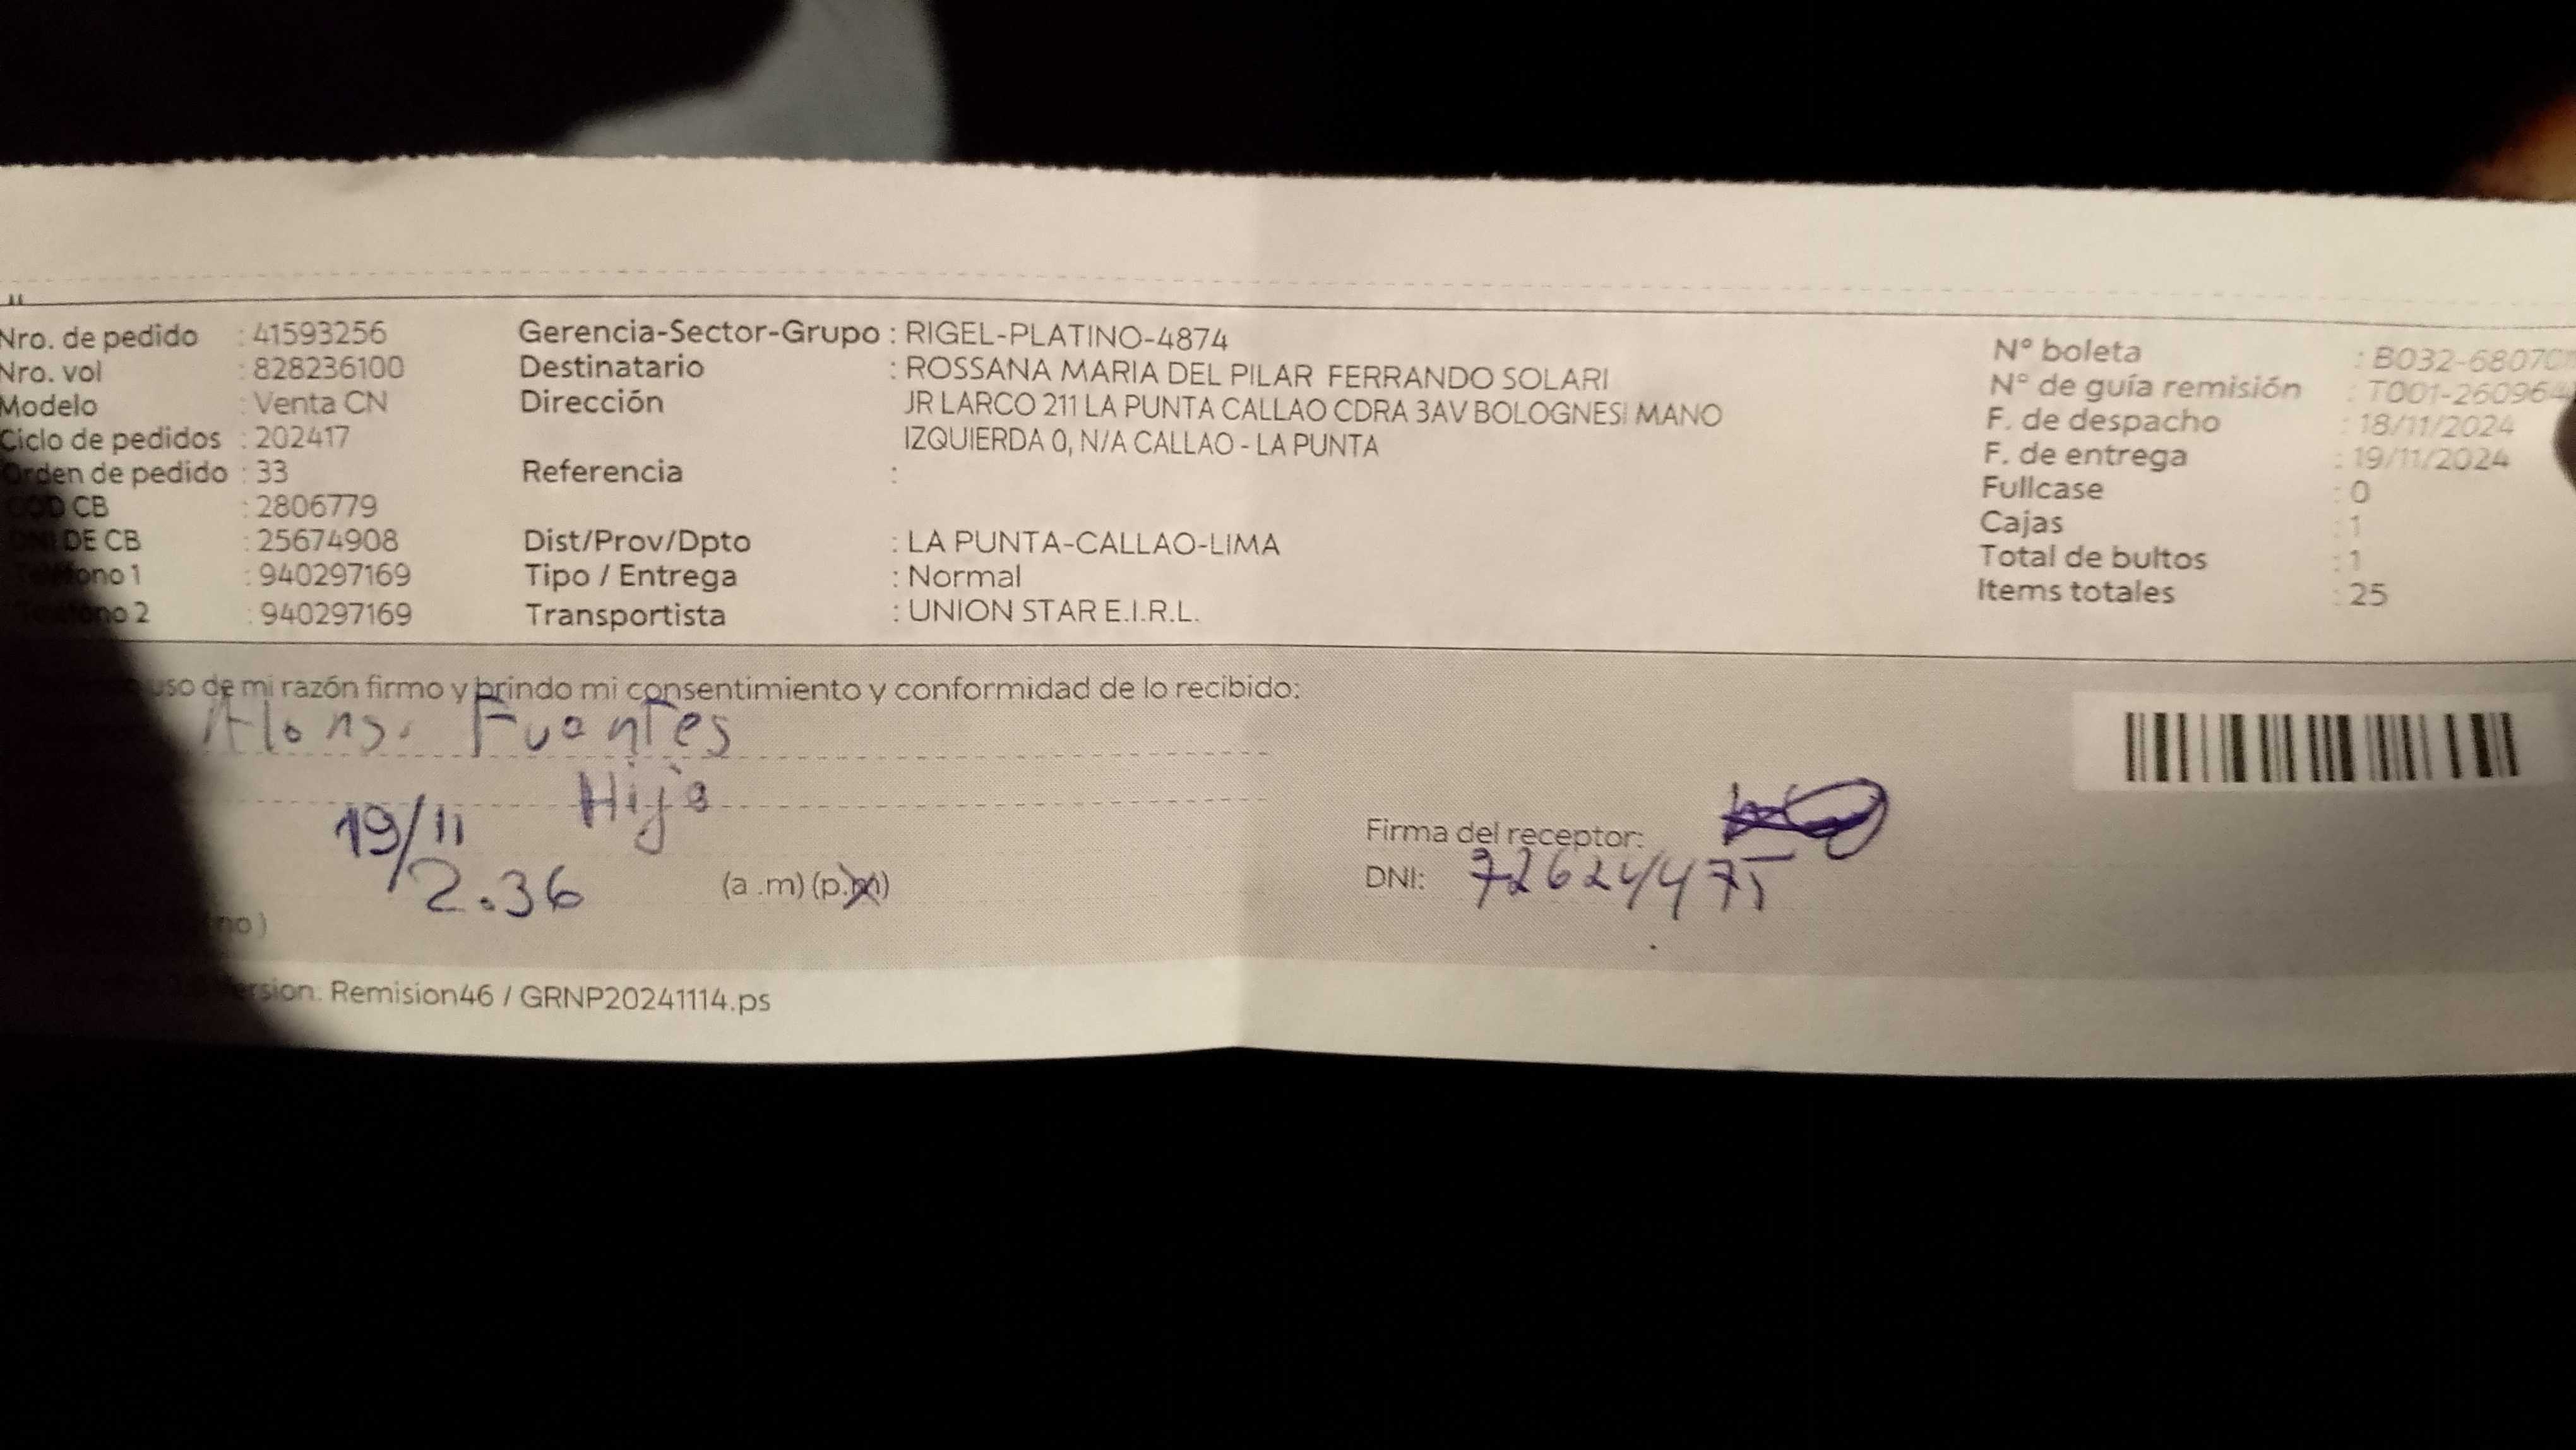 Nro. de pedido : 41593256
Nro. vol : 828236100
Modelo : Venta CN
Ciclo de pedidos : 202417
Orden de pedido : 33
COD CB : 2806779
DNI DE CB : 25674908
Teléfono 1 : 940297169
Teléfono 2 : 940297169
Gerencia-Sector-Grupo : RIGEL-PLATINO-4874
Destinatario : ROSSANA MARIA DEL PILAR FERRANDO SOLARI
Dirección JR LARCO 211 LA PUNTA CALLAO CDRA 3AV BOLOGNESI MANO
IZQUIERDA 0, N/A CALLAO - LA PUNTA
Referencia :
Dist/Prov/Dpto : LA PUNTA-CALLAO-LIMA
Tipo / Entrega : Normal
Transportista : UNION STAR E.I.R.L.
N° boleta : B032-6807
N° de guía remisión : T001-260964
F. de despacho : 18/11/2024
F. de entrega : 19/11/2024
Fullcase : 0
Cajas : 1
Total de bultos : 1
Items totales : 25
uso de mi razón firmo y brindo mi consentimiento y conformidad de lo recibido:
Fuentes
Hijo
19/11
2.36 (a .m) (p.m)
no )
Firma del receptor:
DNI:
ersion. Remision46 / GRNP20241114.ps